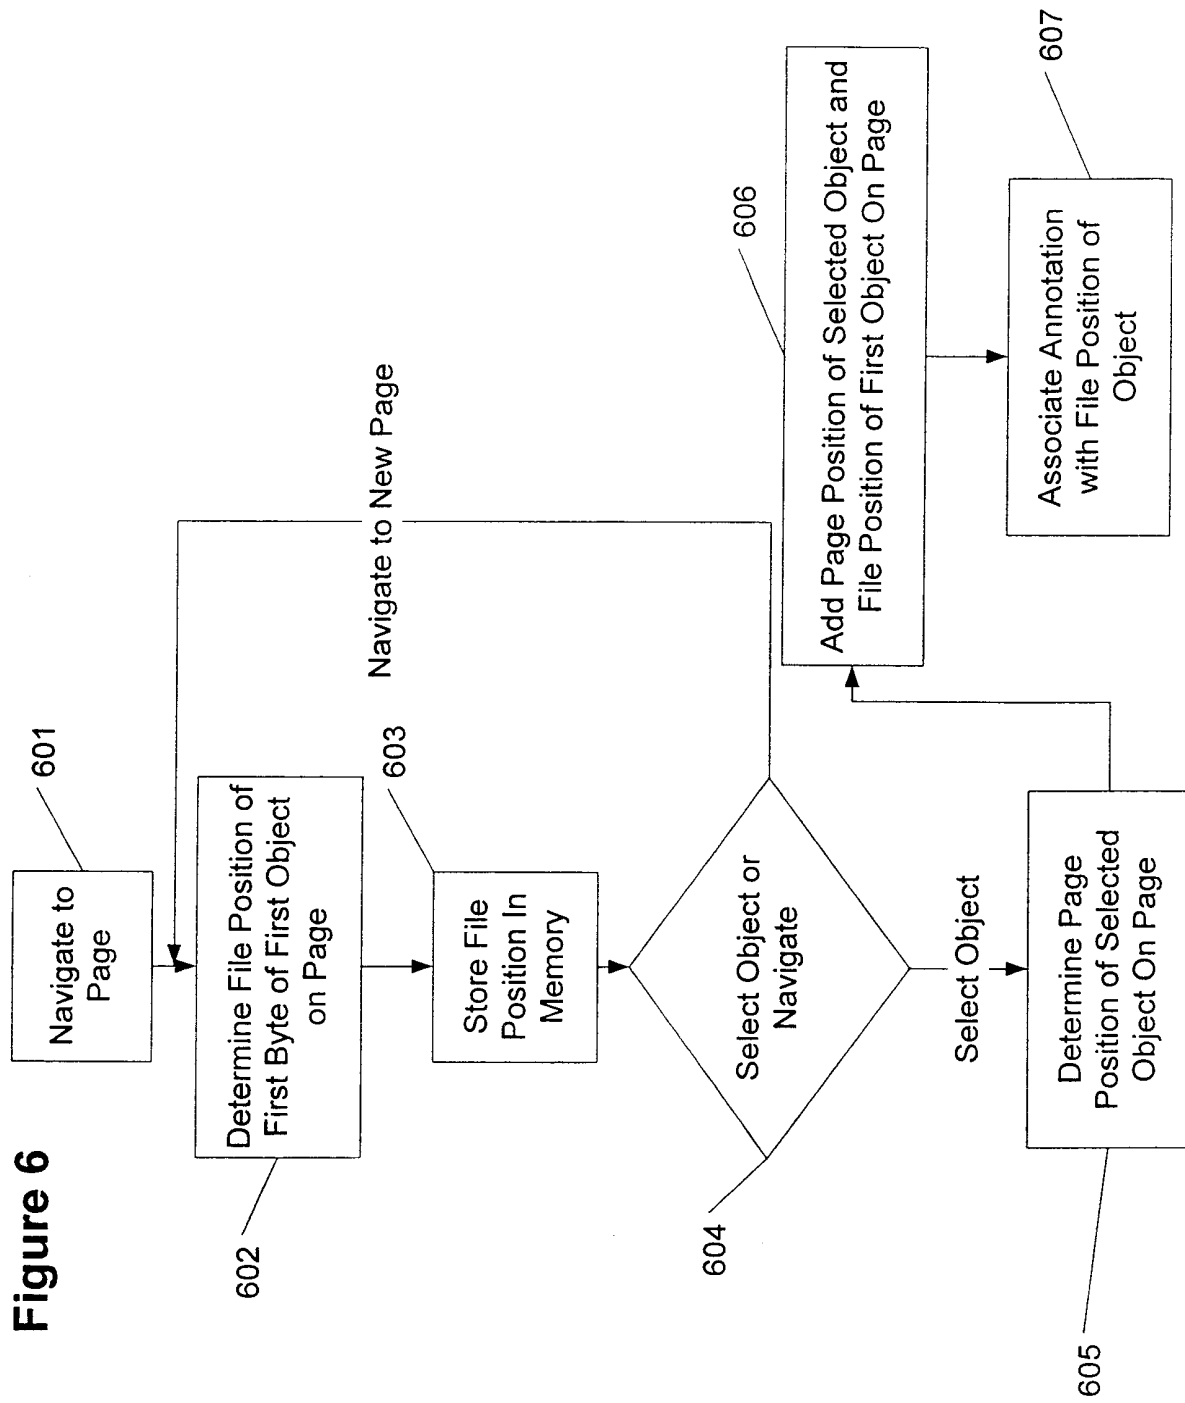 Figure 6
601
Navigate to
Page
602
Determine File Position of
First Byte of First Object
on Page
Navigate to New Page
603
Store File
Position In
Memory
604
Select Object or
Navigate
Select Object
605
Determine Page
Position of Selected
Object On Page
606
Add Page Position of Selected Object and
File Position of First Object On Page
607
Associate Annotation
with File Position of
Object